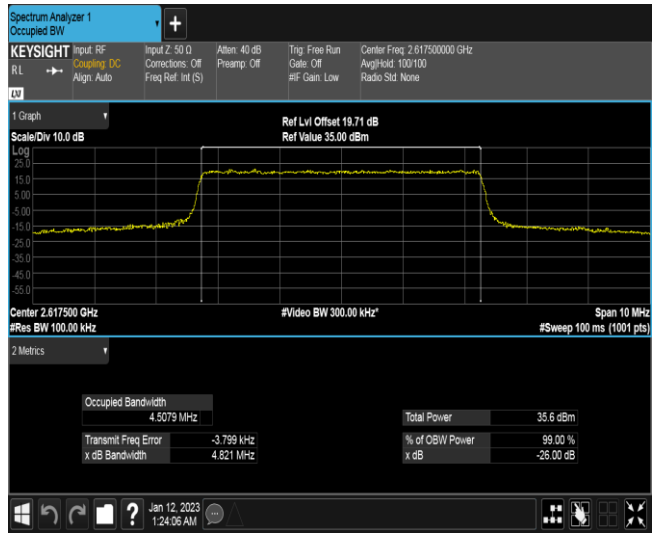 Spectrum Analyzer 1
Occupied BW
+
KEYSIGHT Input: RF Input Z: 50 Ω Atten: 40 dB Trig: Free Run Center Freq: 2.617500000 GHz
RL Coupling: DC Corrections: Off Preamp: Off Gate: Off Avg|Hold: 100/100
Align: Auto Freq Ref: Int (S) #IF Gain: Low Radio Std: None
LXI
1 Graph
Ref Lvl Offset 19.71 dB
Scale/Div 10.0 dB Ref Value 35.00 dBm
Log
25.0
15.0
5.00
-5.00
-15.0
-25.0
-35.0
-45.0
-55.0
Center 2.617500 GHz #Video BW 300.00 kHz* Span 10 MHz
#Res BW 100.00 kHz #Sweep 100 ms (1001 pts)
2 Metrics
Occupied Bandwidth
4.5079 MHz Total Power 35.6 dBm
Transmit Freq Error -3.799 kHz % of OBW Power 99.00 %
x dB Bandwidth 4.821 MHz x dB -26.00 dB
? Jan 12, 2023
1:24:06 AM